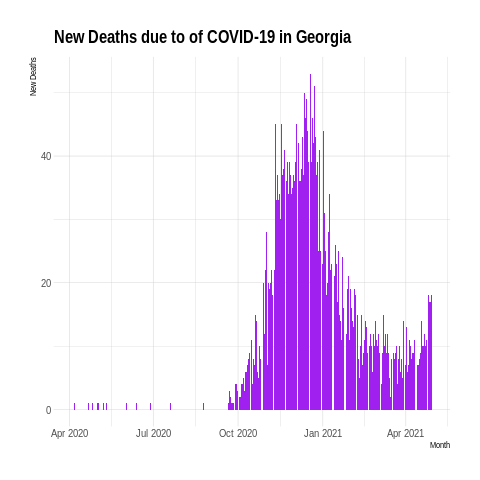 New Deaths due to of COVID-19 in Georgia
New Deaths
40
20
0
Apr 2020 Jul 2020 Oct 2020 Jan 2021 Apr 2021
Month